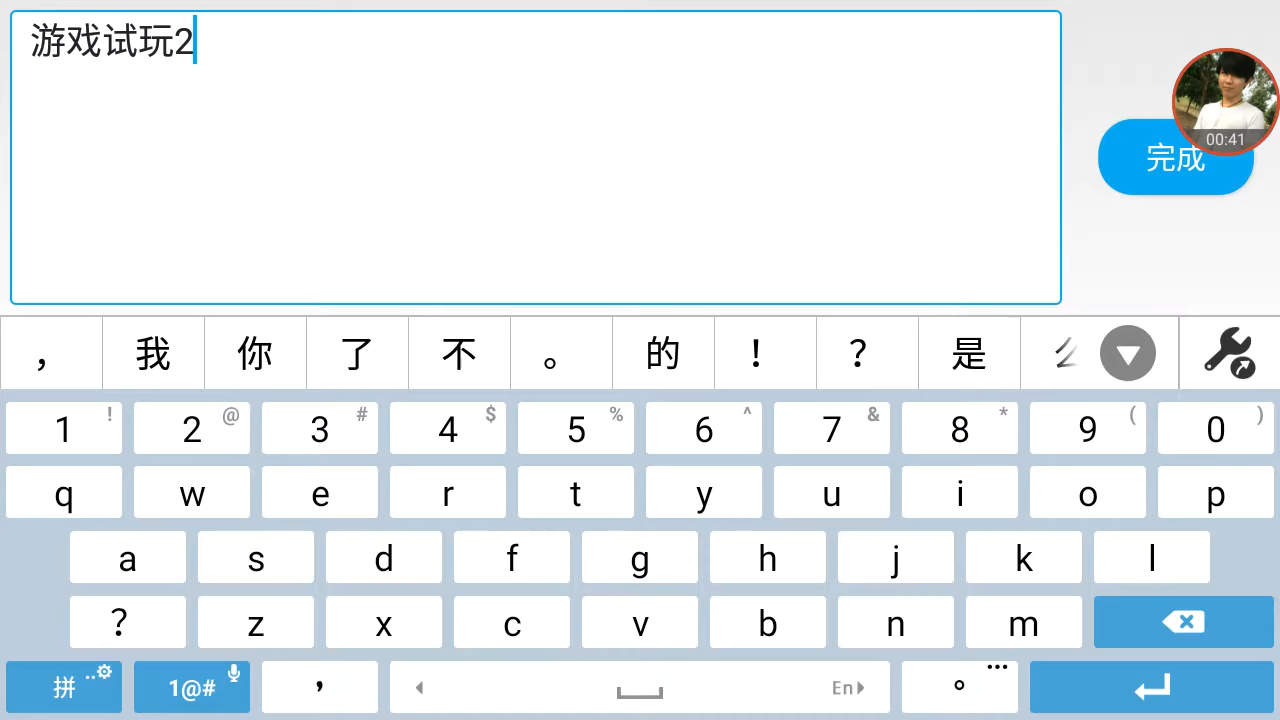 游戏试玩2
00:41
完成
， 我 你 了 不 。 的 ！ ？ 是
1 ! 2 @ 3 # 4 $ 5 % 6 ^ 7 & 8 * 9 ( 0 )
q w e r t y u i o p
a s d f g h j k l
？ z x c v b n m
拼 1@# ， En 。